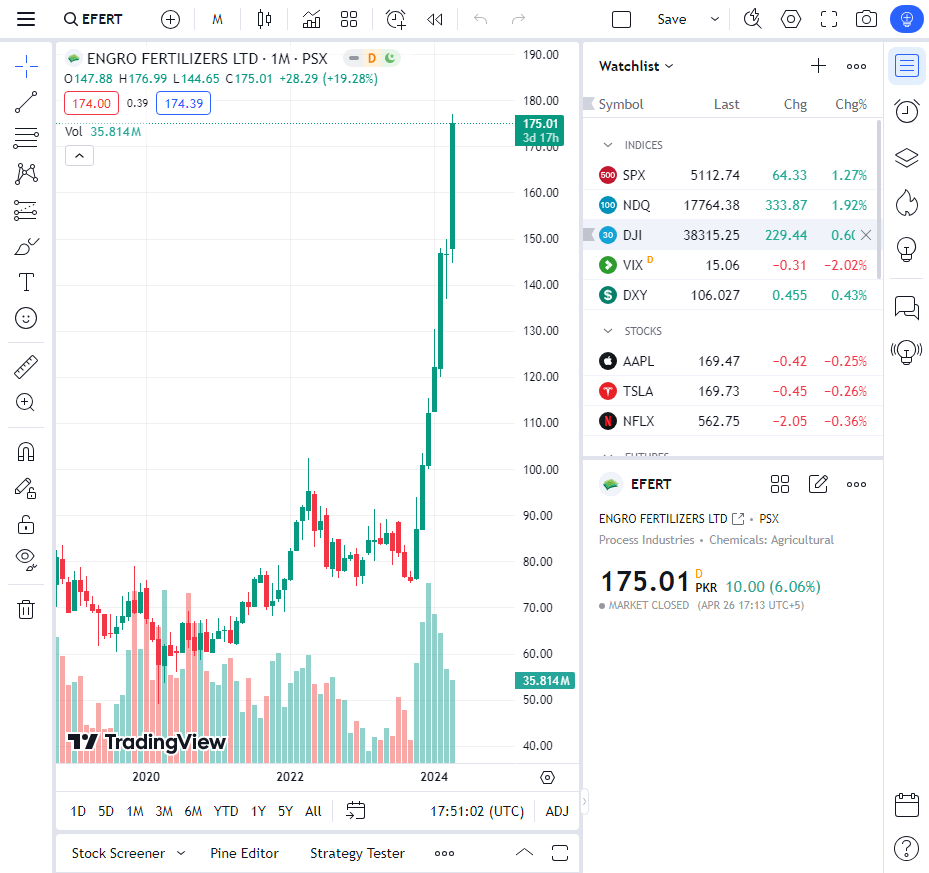 EFERT
M
Save
ENGRO FERTILIZERS LTD · 1M · PSX
D
O147.88 H176.99 L144.65 C175.01 +28.29 (+19.28%)
174.00 0.39 174.39
Vol 35.814M
190.00
180.00
175.01
3d 17h
170.00
160.00
150.00
140.00
130.00
120.00
110.00
100.00
90.00
80.00
70.00
60.00
35.814M
50.00
40.00
TradingView
2020 2022 2024
1D 5D 1M 3M 6M YTD 1Y 5Y All
17:51:02 (UTC) ADJ
Stock Screener Pine Editor Strategy Tester
Watchlist
Symbol Last Chg Chg%
INDICES
500 SPX 5112.74 64.33 1.27%
100 NDQ 17764.38 333.87 1.92%
30 DJI 38315.25 229.44 0.60
VIX D 15.06 −0.31 −2.02%
$ DXY 106.027 0.455 0.43%
STOCKS
AAPL 169.47 −0.42 −0.25%
TSLA 169.73 −0.45 −0.26%
N NFLX 562.75 −2.05 −0.36%
FUTURES
EFERT
ENGRO FERTILIZERS LTD • PSX
Process Industries • Chemicals: Agricultural
175.01 D PKR 10.00 (6.06%)
MARKET CLOSED (APR 26 17:13 UTC+5)